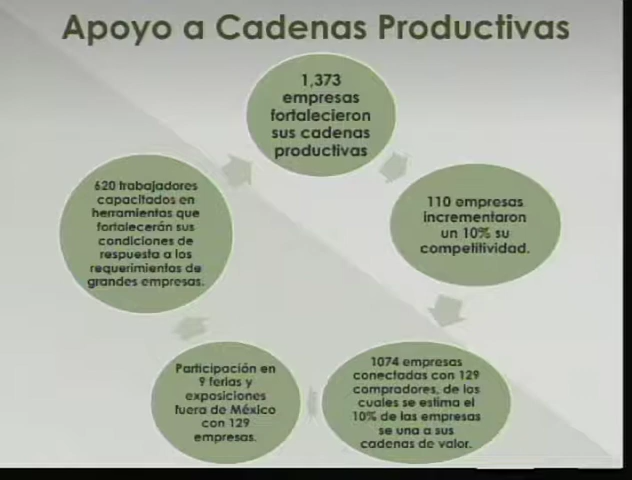 Apoyo a Cadenas Productivas
1,373
empresas
fortalecieron
sus cadenas
productivas
110 empresas
incrementaron
un 10% su
competitividad.
1074 empresas
conectadas con 129
compradores, de los
cuales se estima el
10% de las empresas
se una a sus
cadenas de valor.
Participación en
9 ferias y
exposiciones
fuera de México
con 129
empresas.
620 trabajadores
capacitados en
herramientas que
fortalecerán sus
condiciones de
respuesta a los
requerimientos de
grandes empresas.